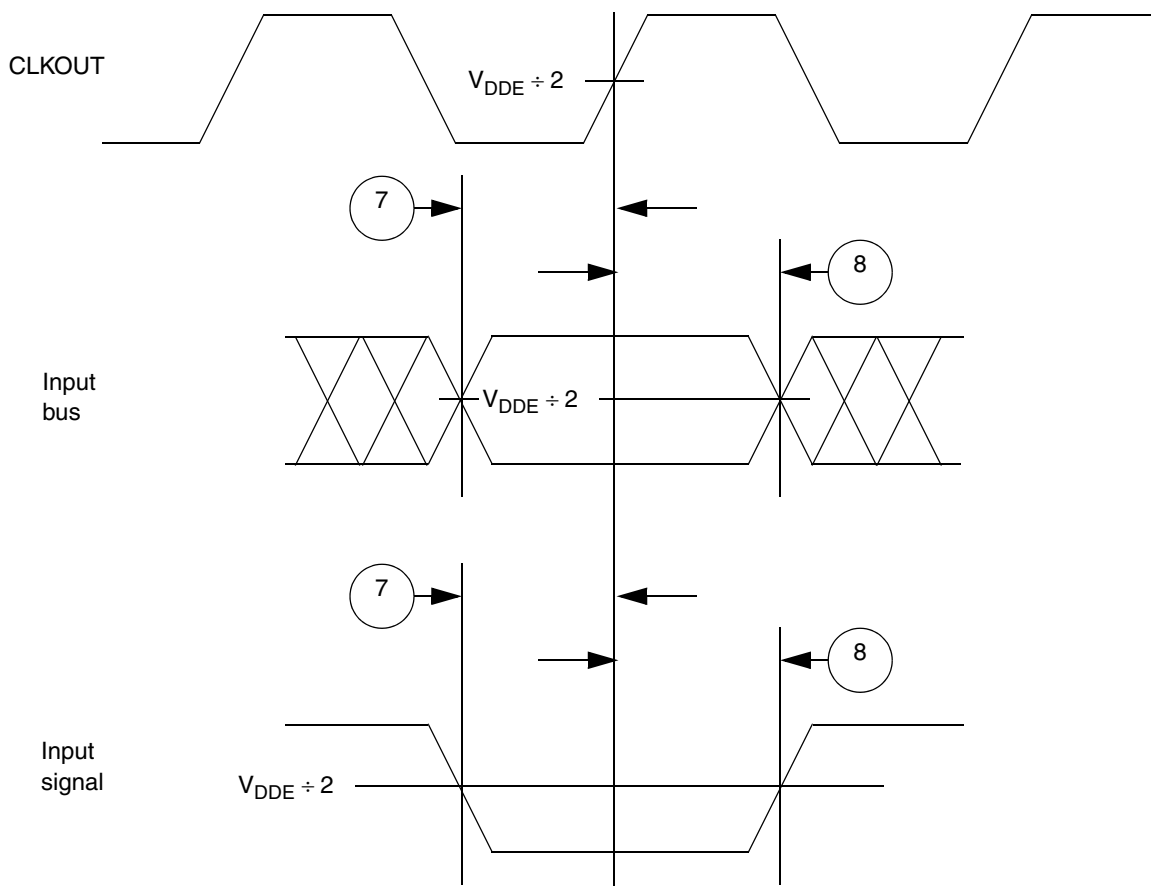 CLKOUT
VDDE ÷ 2
7
8
Input
bus
VDDE ÷ 2
7
8
Input
signal
VDDE ÷ 2